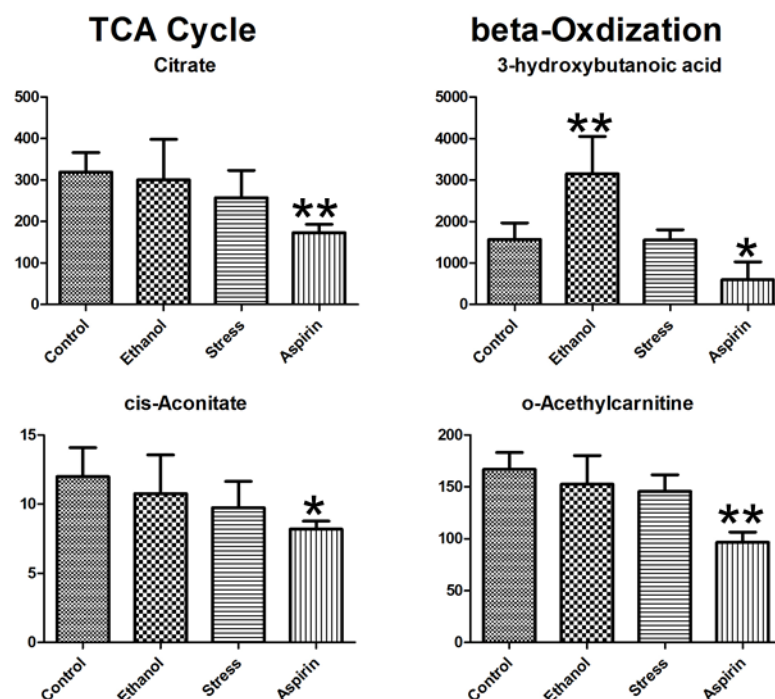 TCA Cycle
beta-Oxdization
Citrate
500
400
300
200
100
0
**
Control
Ethanol
Stress
Aspirin
3-hydroxybutanoic acid
5000
4000
3000
2000
1000
0
**
*
Control
Ethanol
Stress
Aspirin
cis-Aconitate
15
10
5
0
*
Control
Ethanol
Stress
Aspirin
o-Acethylcarnitine
200
150
100
50
0
**
Control
Ethanol
Stress
Aspirin